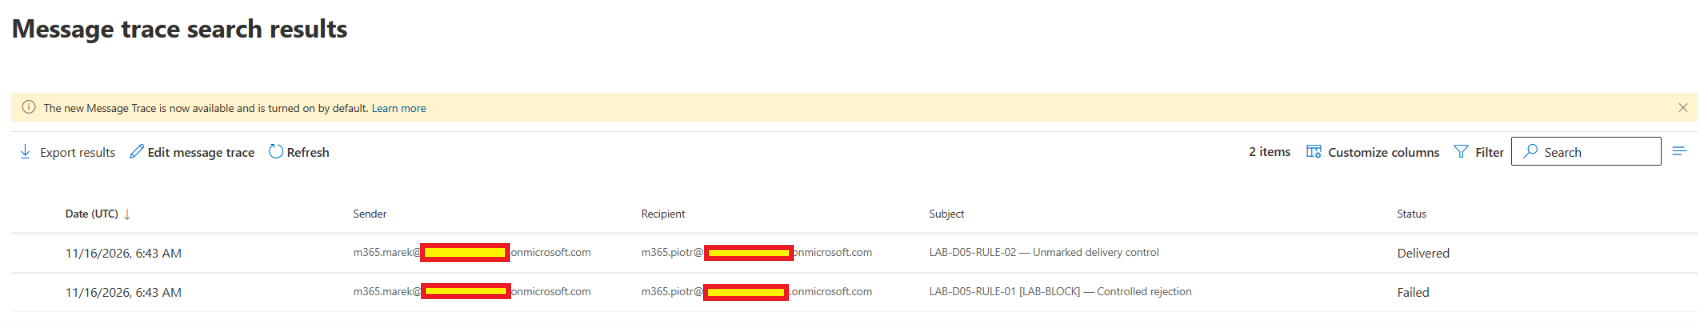 Message trace search results
The new Message Trace is now available and is turned on by default. Learn more
Export results Edit message trace Refresh 2 items Customize columns Filter Search
Date (UTC) ↓ Sender Recipient Subject Status
11/16/2026, 6:43 AM m365.marek@ onmicrosoft.com m365.piotr@ onmicrosoft.com LAB-D05-RULE-02 — Unmarked delivery control Delivered
11/16/2026, 6:43 AM m365.marek@ onmicrosoft.com m365.piotr@ .onmicrosoft.com LAB-D05-RULE-01 [LAB-BLOCK] — Controlled rejection Failed